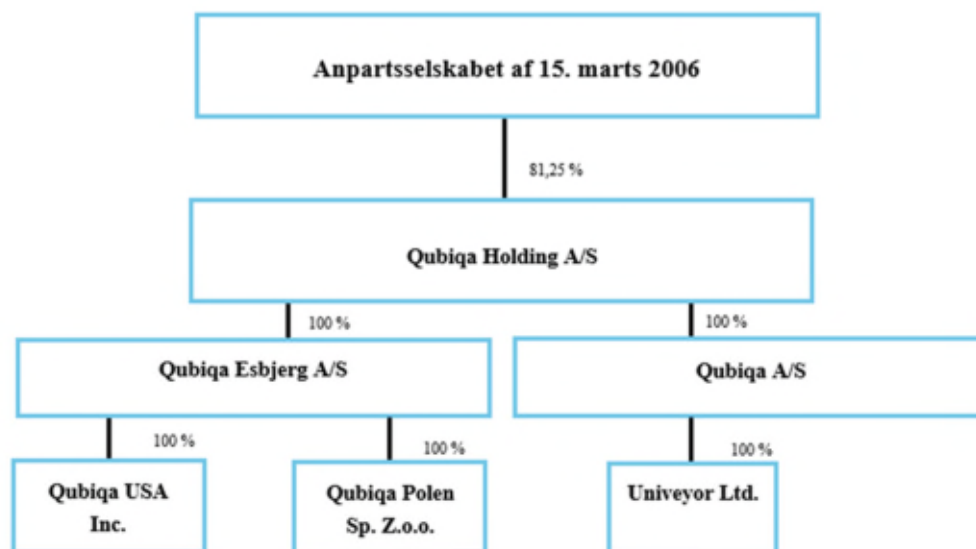 Anpartsselskabet af 15. marts 2006
81,25 %
Qubiqa Holding A/S
100 %
100 %
Qubiqa Esbjerg A/S
Qubiqa A/S
100 %
100 %
100 %
Qubiqa USA
Inc.
Qubiqa Polen
Sp. Z.o.o.
Univeyor Ltd.